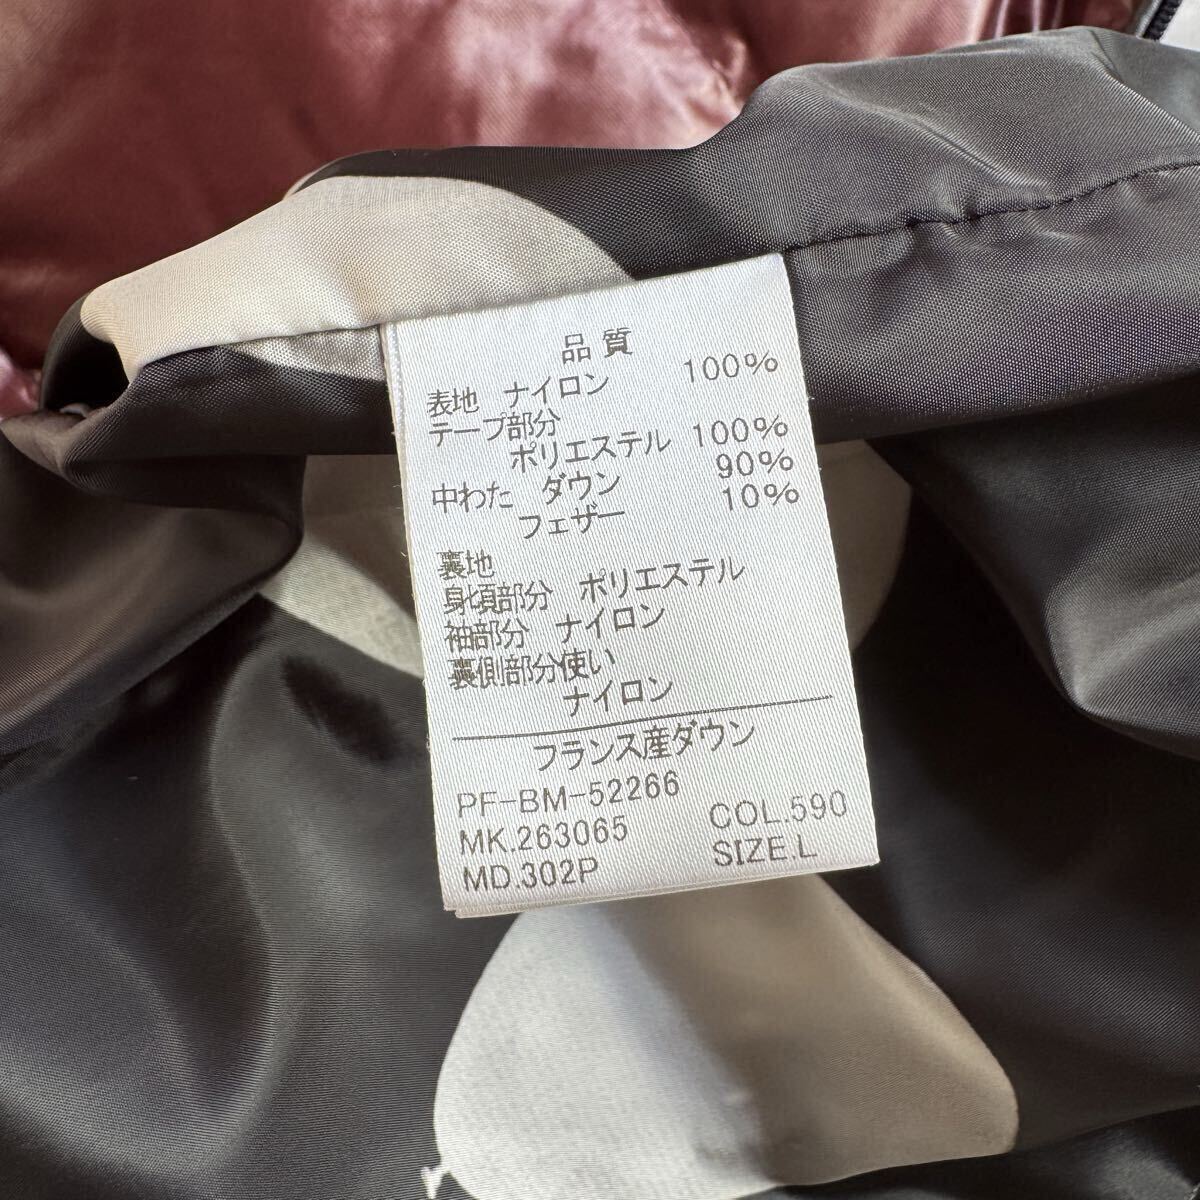 品質
表地 ナイロン 100%
テープ部分
ポリエステル 100%
中わた ダウン 90%
フェザー 10%
裏地
身頃部分 ポリエステル
袖部分 ナイロン
裏側部分使い
ナイロン
フランス産ダウン
PF-BM-52266
MK.263065 COL.590
MD.302P SIZE.L